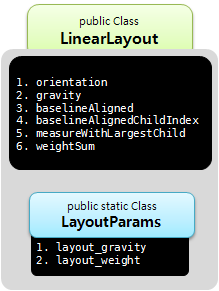 public Class
LinearLayout
1. orientation
2. gravity
3. baselineAligned
4. baselineAlignedChildIndex
5. measureWithLargestChild
6. weightSum
public static Class
LayoutParams
1. layout_gravity
2. layout_weight